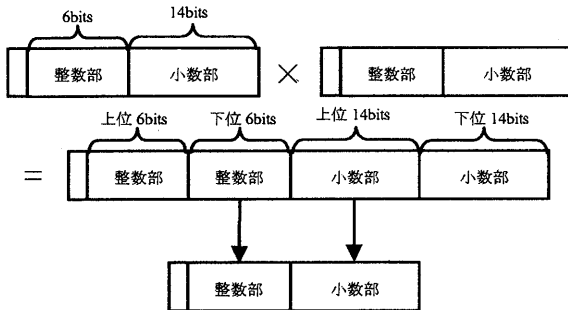 6bits 14bits
整数部 小数部 × 整数部 小数部
上位 6bits 下位 6bits 上位 14bits 下位 14bits
= 整数部 整数部 小数部 小数部
整数部 小数部